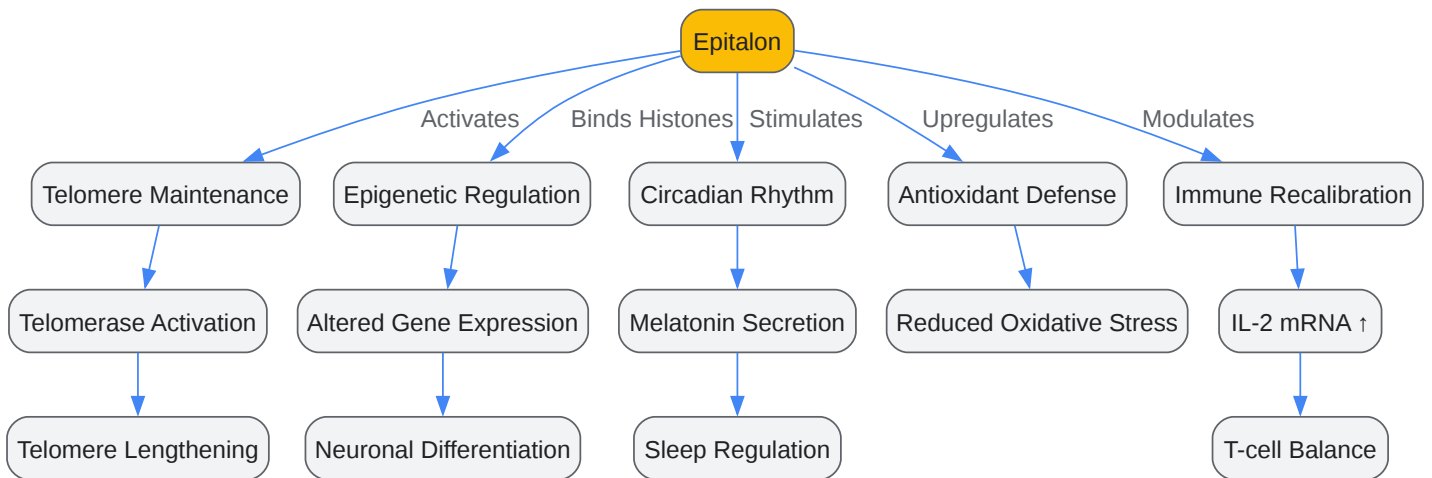 Epitalon
Activates
Binds Histones
Stimulates
Upregulates
Modulates
Telomere Maintenance
Epigenetic Regulation
Circadian Rhythm
Antioxidant Defense
Immune Recalibration
Telomerase Activation
Altered Gene Expression
Melatonin Secretion
Reduced Oxidative Stress
IL-2 mRNA ↑
Telomere Lengthening
Neuronal Differentiation
Sleep Regulation
T-cell Balance